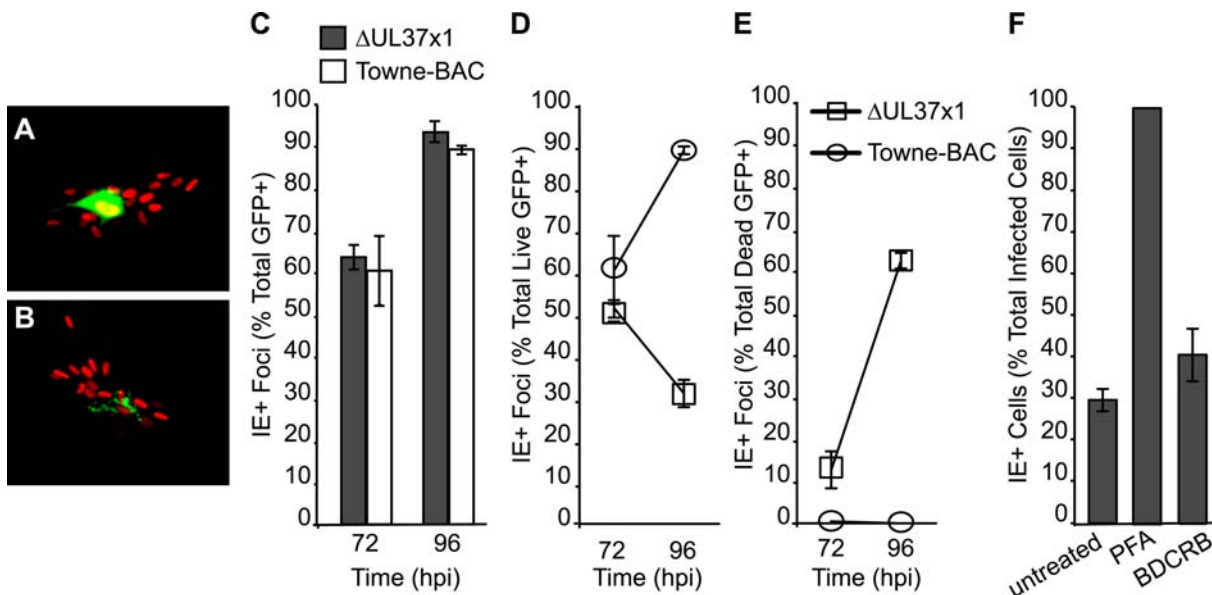 A
B
C
ΔUL37x1
Towne-BAC
IE+ Foci (% Total GFP+)
100
90
80
70
60
50
40
30
20
10
0
72 96
Time (hpi)
D
IE+ Foci (% Total Live GFP+)
100
90
80
70
60
50
40
30
20
10
0
72 96
Time (hpi)
E
ΔUL37x1
Towne-BAC
IE+ Foci (% Total Dead GFP+)
100
90
80
70
60
50
40
30
20
10
0
72 96
Time (hpi)
F
IE+ Cells (% Total Infected Cells)
100
90
80
70
60
50
40
30
20
10
0
untreated
PFA
BDCRB